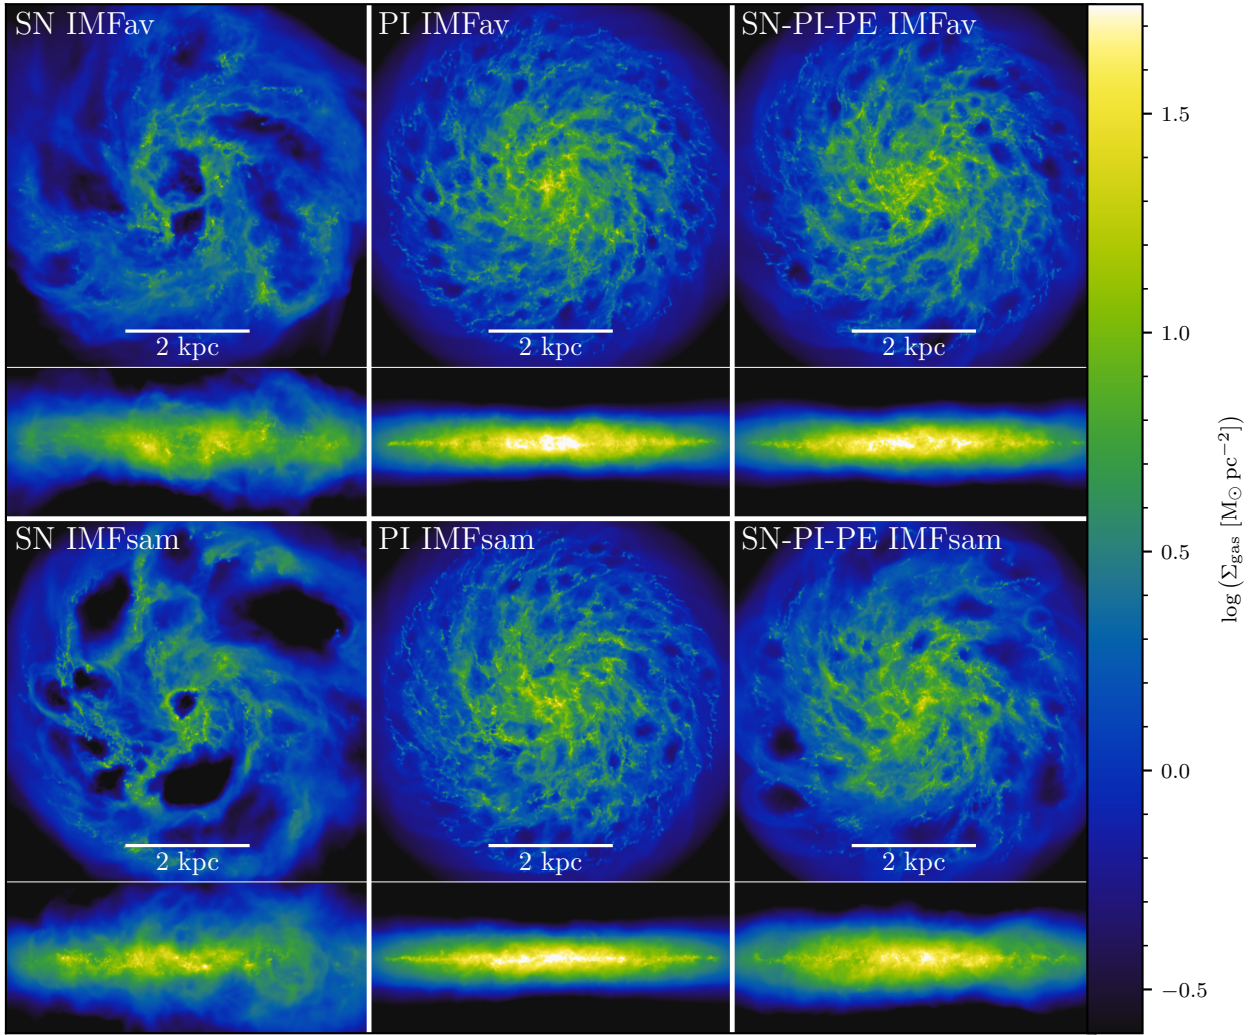 SN IMFav
PI IMFav
SN-PI-PE IMFav
2 kpc
2 kpc
2 kpc
SN IMFsam
PI IMFsam
SN-PI-PE IMFsam
2 kpc
2 kpc
2 kpc
1.5
1.0
0.5
0.0
−0.5
log (Σgas [M⊙ pc⁻²])